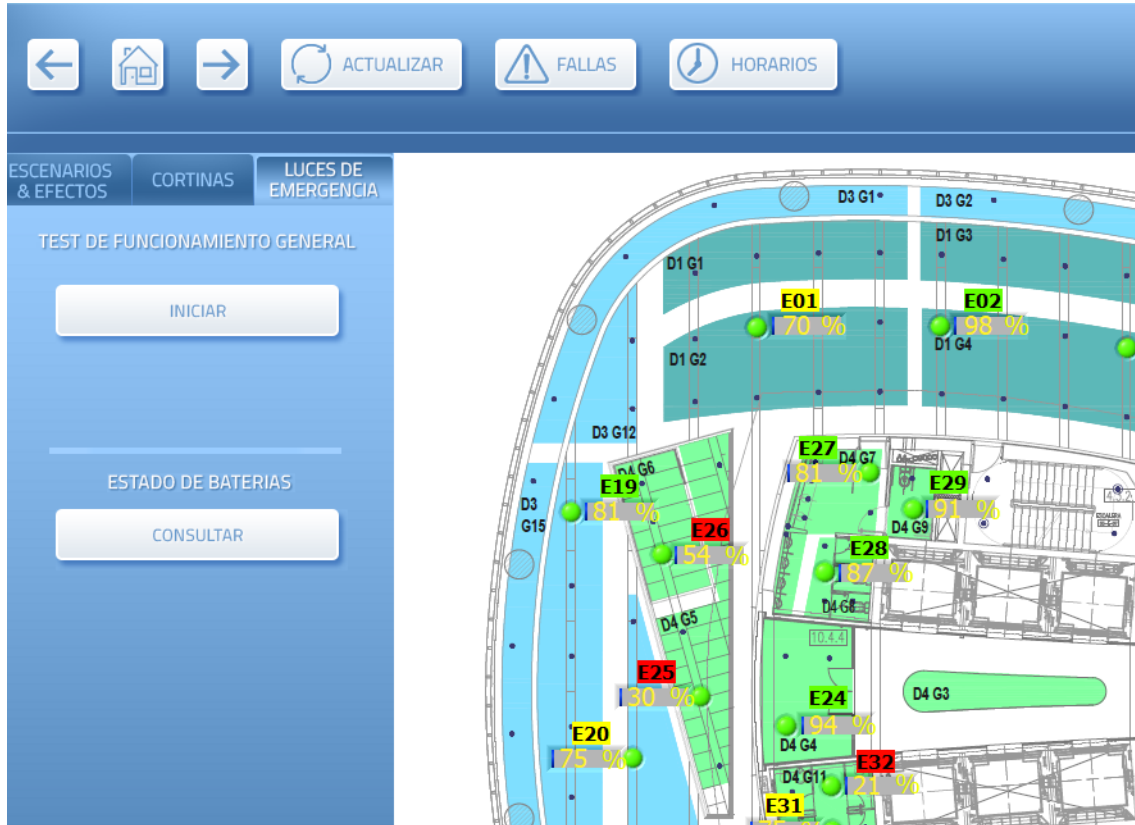 ACTUALIZAR
FALLAS
HORARIOS
ESCENARIOS
& EFECTOS
CORTINAS
LUCES DE
EMERGENCIA
TEST DE FUNCIONAMIENTO GENERAL
INICIAR
ESTADO DE BATERIAS
CONSULTAR
D3 G1
D3 G2
D1 G3
D1 G1
E01
70 %
E02
98 %
D1 G4
D1 G2
D3 G12
E27
D4 G7
81 %
D4 G6
E19
81 %
D3
G15
E29
91 %
D4 G9
E26
54 %
E28
87 %
D4 G8
D4 G5
10.4.4
E25
30 %
D4 G3
E24
94 %
D4 G4
E20
75 %
E32
21 %
D4 G11
E31